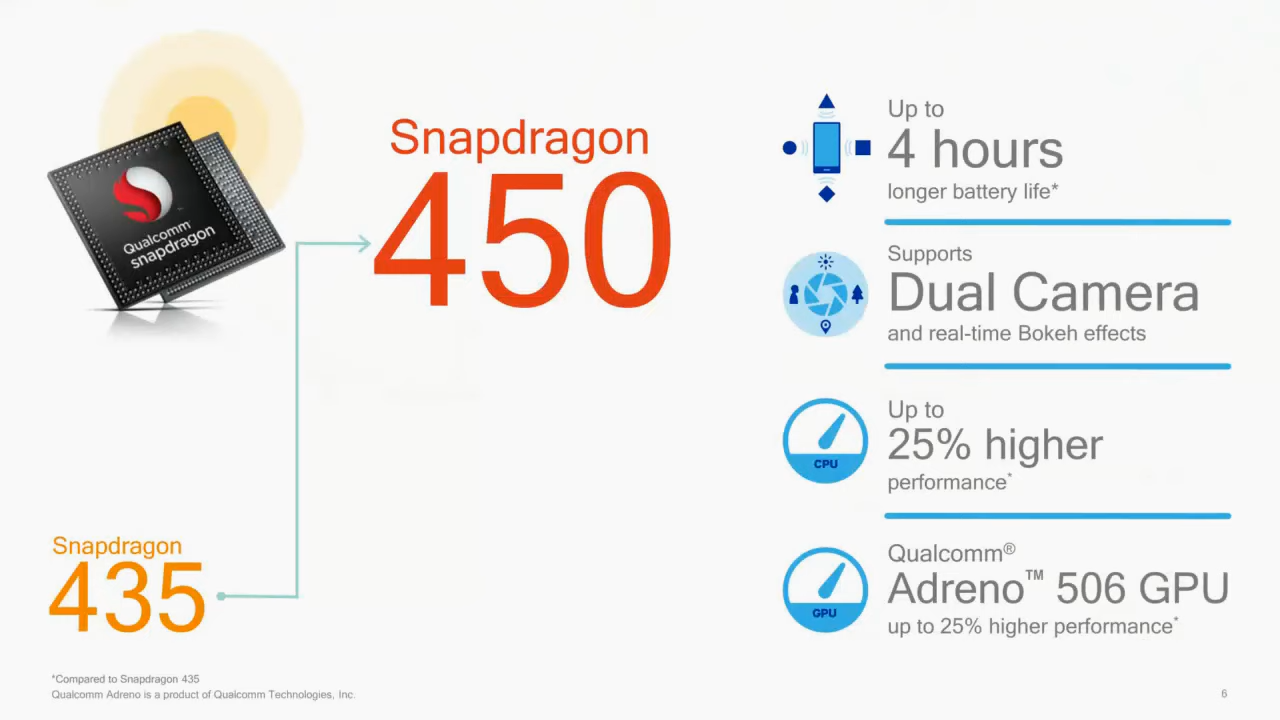 Qualcomm
snapdragon
Snapdragon
450
Snapdragon
435
Up to
4 hours
longer battery life*
Supports
Dual Camera
and real-time Bokeh effects
CPU
Up to
25% higher
performance*
GPU
Qualcomm®
Adreno™ 506 GPU
up to 25% higher performance*
*Compared to Snapdragon 435
Qualcomm Adreno is a product of Qualcomm Technologies, Inc.
6